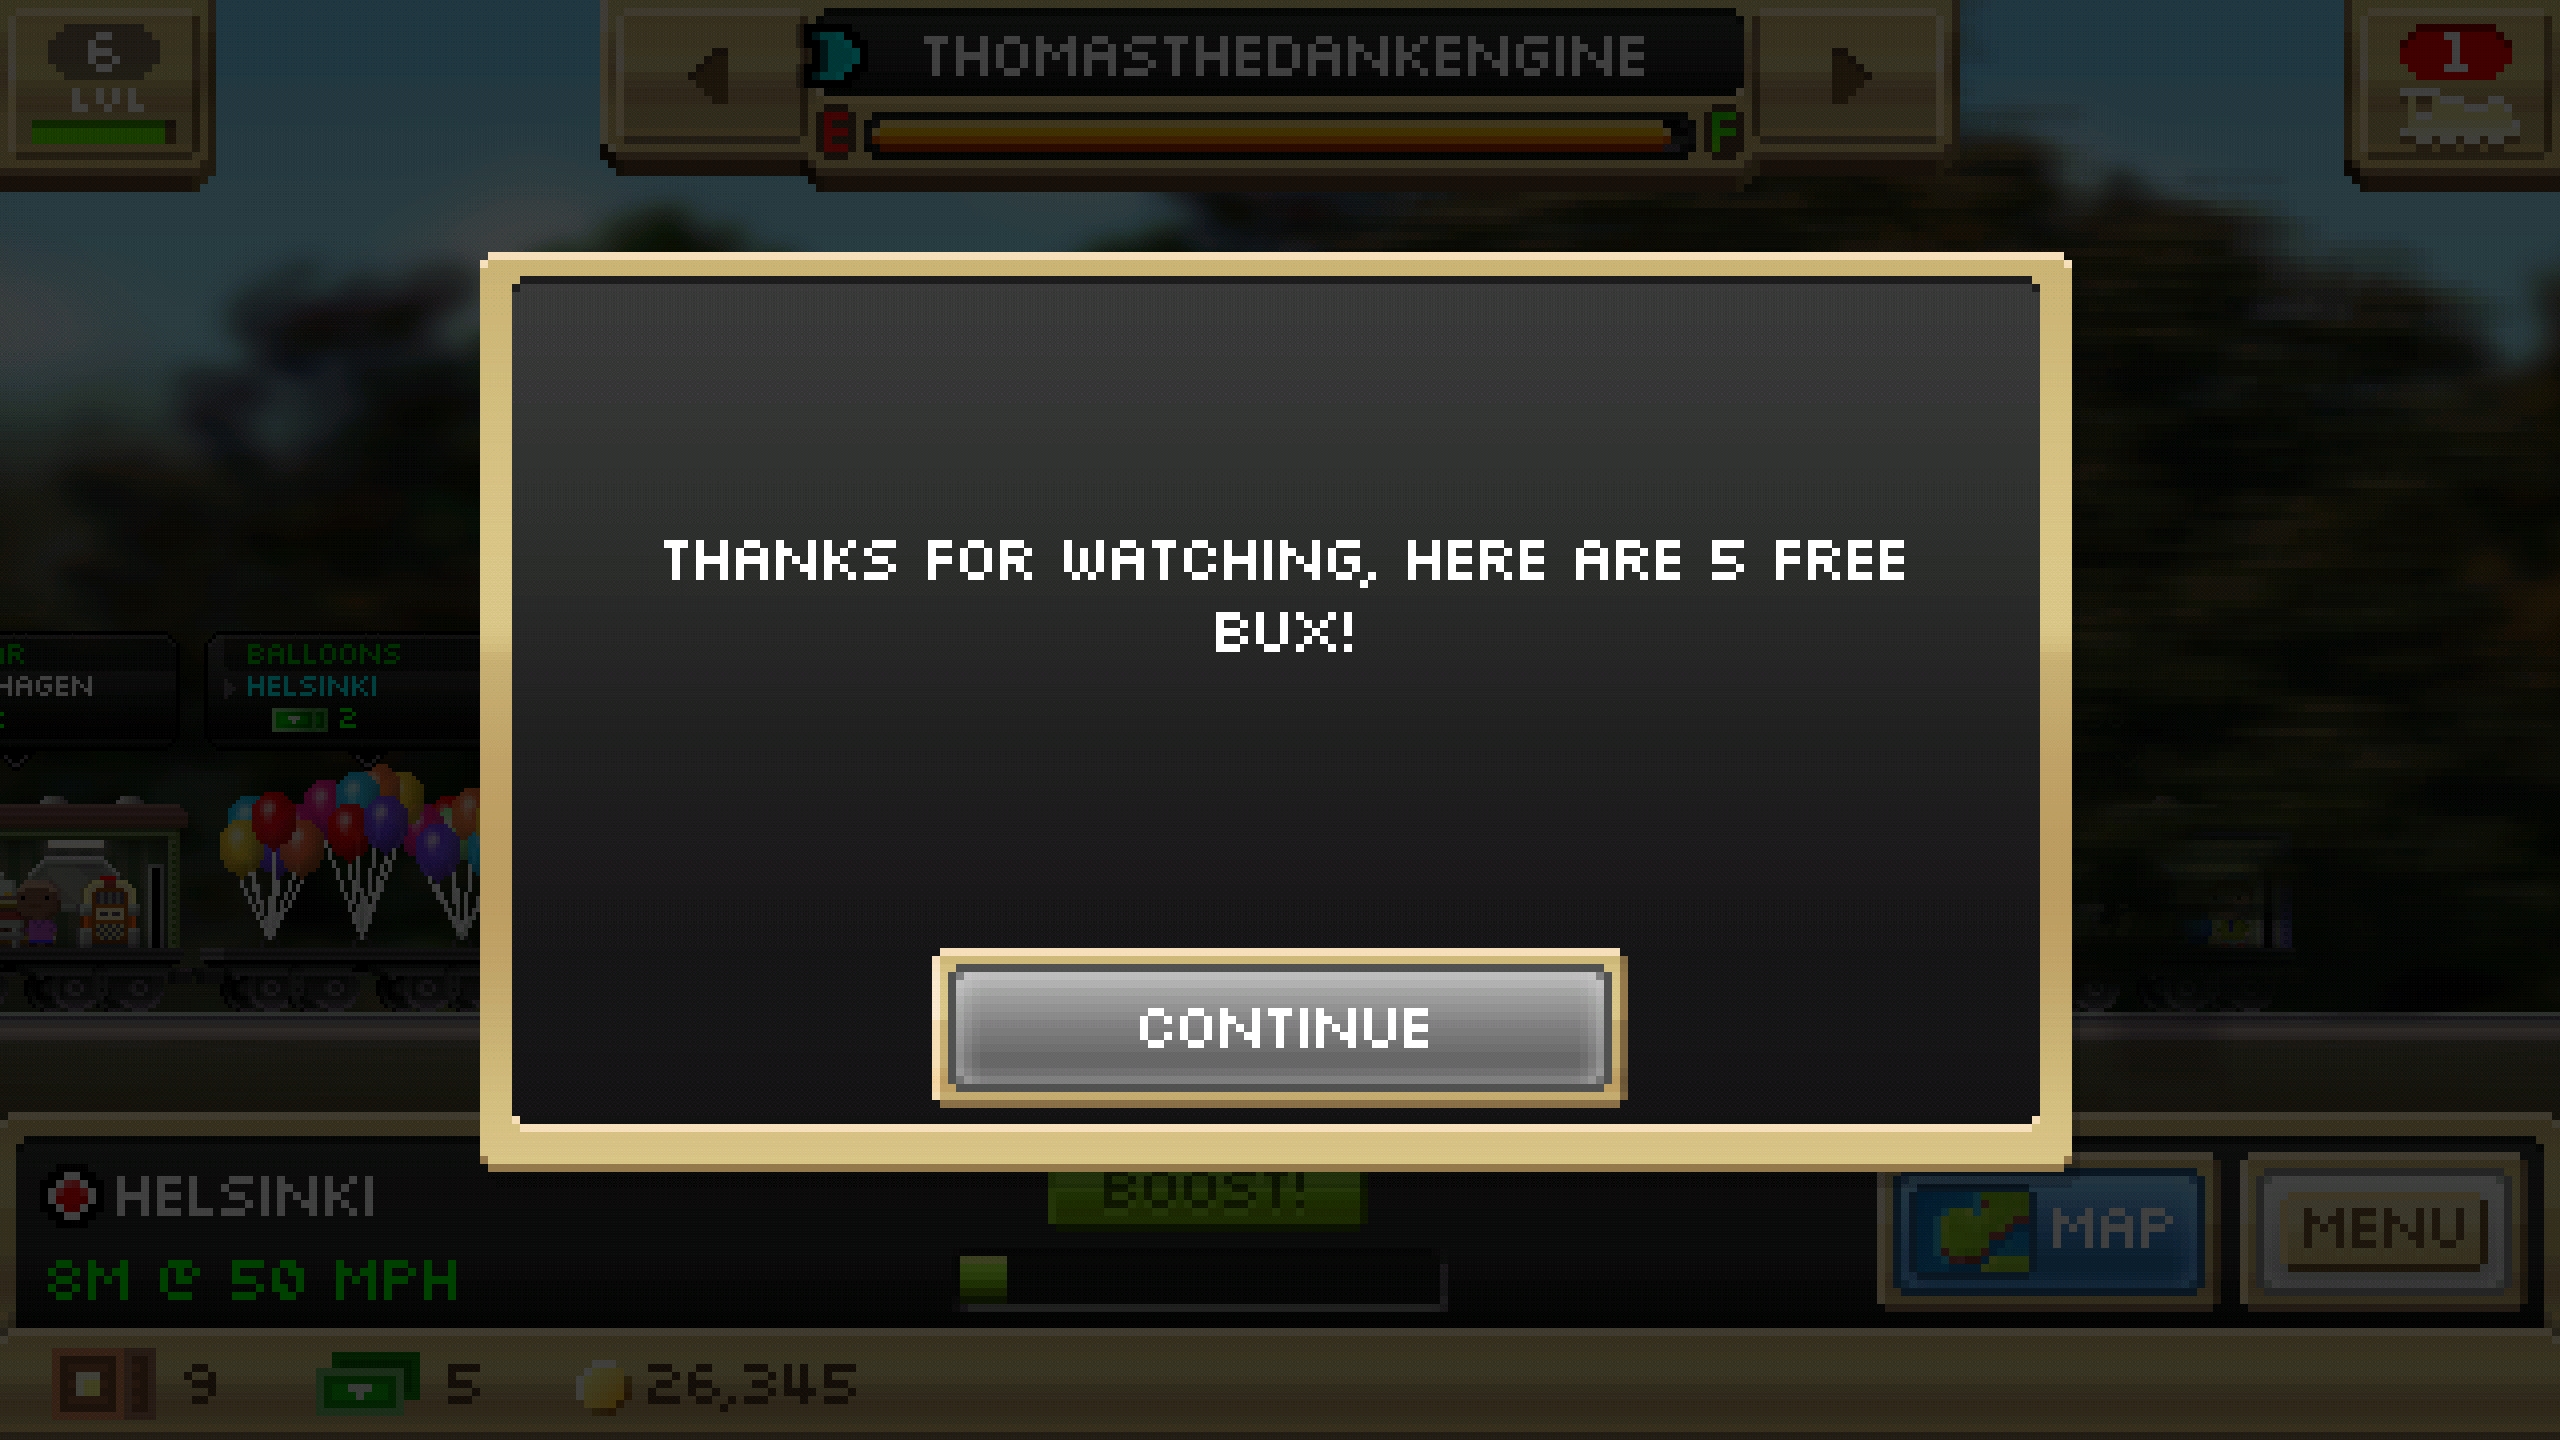 6
LVL
THOMASTHEDANKENGINE
E F
1
THANKS FOR WATCHING, HERE ARE 5 FREE
BUX!
BALLOONS
HAGEN
HELSINKI
2
CONTINUE
HELSINKI
BOOST!
8M @ 50 MPH
MAP
MENU
9
5
26,345